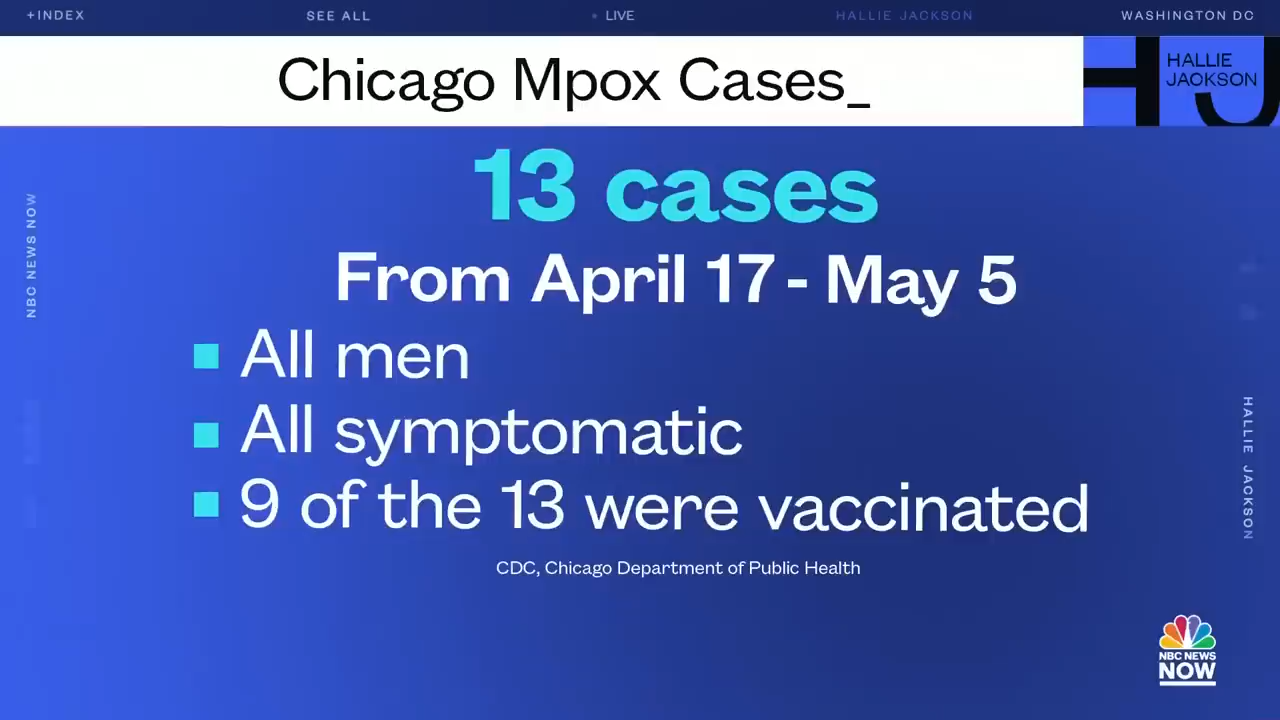 +INDEX
SEE ALL
LIVE
HALLIE JACKSON
WASHINGTON DC
Chicago Mpox Cases_
HALLIE
JACKSON
HJ
13 cases
From April 17 - May 5
All men
All symptomatic
9 of the 13 were vaccinated
CDC, Chicago Department of Public Health
NBC NEWS NOW
HALLIE JACKSON
NBC NEWS
NOW